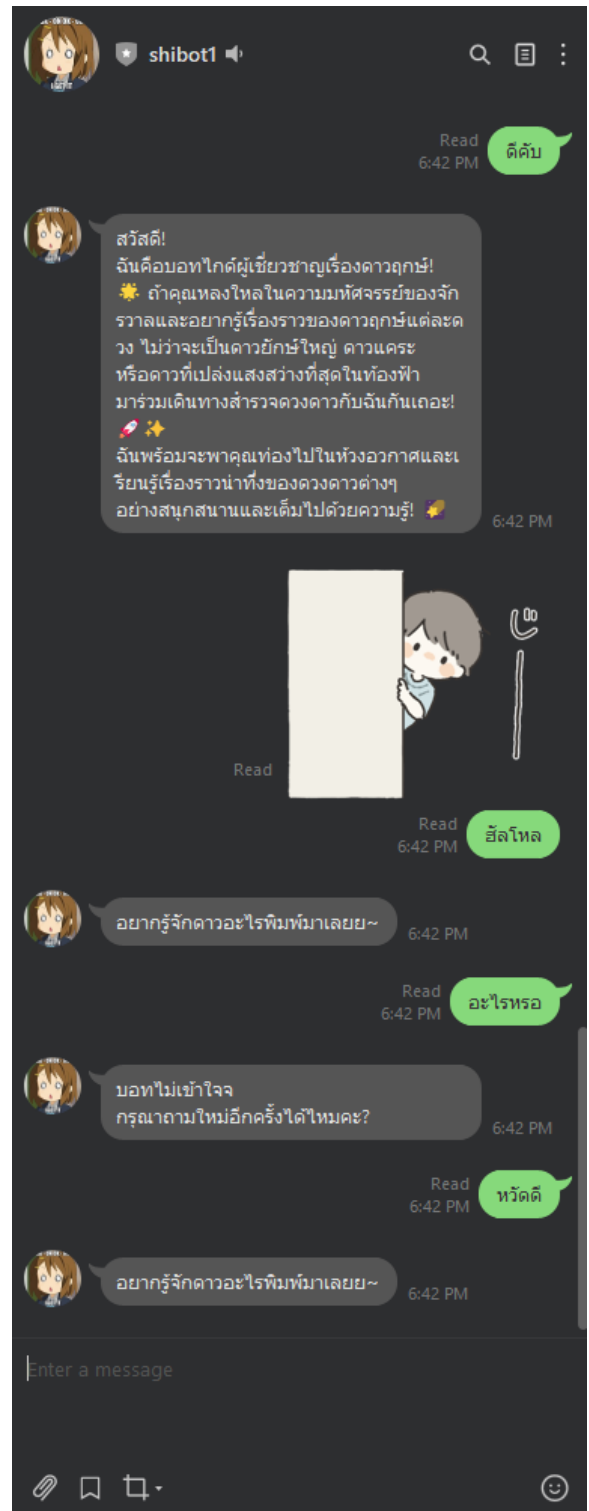 shibot1
Read
6:42 PM
ดีคับ
สวัสดี!
ฉันคือบอทไกด์ผู้เชี่ยวชาญเรื่องดาวฤกษ์!
🌟 ถ้าคุณหลงใหลในความมหัศจรรย์ของจัก
รวาลและอยากรู้เรื่องราวของดาวฤกษ์แต่ละด
วง ไม่ว่าจะเป็นดาวยักษ์ใหญ่ ดาวแคระ
หรือดาวที่เปล่งแสงสว่างที่สุดในท้องฟ้า
มาร่วมเดินทางสำรวจดวงดาวกับฉันกันเถอะ!
🚀 ✨
ฉันพร้อมจะพาคุณท่องไปในห้วงอวกาศและเ
รียนรู้เรื่องราวน่าทึ่งของดวงดาวต่างๆ
อย่างสนุกสนานและเต็มไปด้วยความรู้! 🌠
6:42 PM
じー
Read
Read
6:42 PM
ฮัลโหล
อยากรู้จักดาวอะไรพิมพ์มาเลยย~
6:42 PM
Read
6:42 PM
อะไรหรอ
บอทไม่เข้าใจจ
กรุณาถามใหม่อีกครั้งได้ไหมคะ?
6:42 PM
Read
6:42 PM
หวัดดี
อยากรู้จักดาวอะไรพิมพ์มาเลยย~
6:42 PM
Enter a message